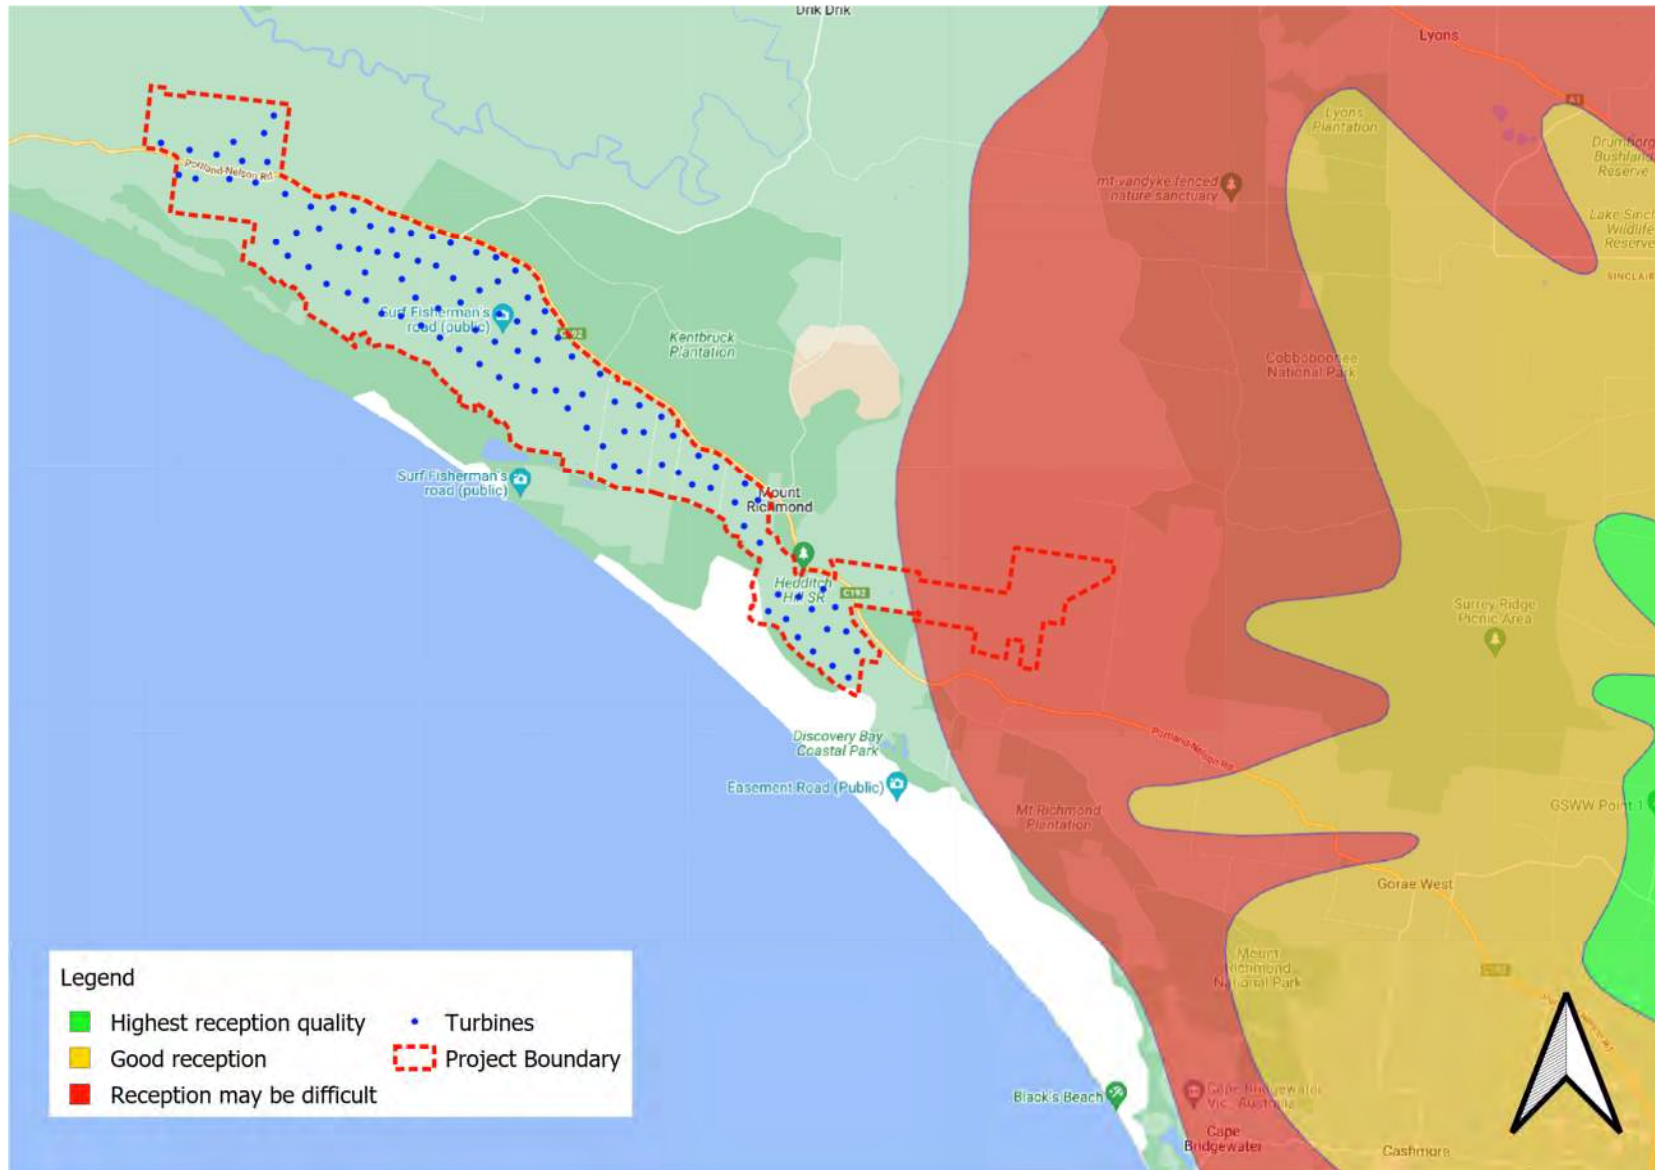 Drik Drik
Lyons
A1
Lyons
Plantation
Bushland
Reserve
mt vandyke fenced
nature sanctuary
Portland-Nelson Rd
Lake Sincl
Wildlife
Reserve
SINCLAIR
Surf Fisherman's
road (public)
C192
Kentbruck
Plantation
Cobboboonee
National Park
Surf Fisherman's
road (public)
Mount
Richmond
Hedditch
Hill SR
C192
Surrey Ridge
Picnic Area
Discovery Bay
Coastal Park
Portland-Nelson Rd
Easement Road (Public)
Mt Richmond
Plantation
GSWW Point 1
Gorae West
Mount
Richmond
National Park
C192
Legend
Highest reception quality
Turbines
Good reception
Project Boundary
Reception may be difficult
Black's Beach
Cape Bridgewater
Vic, Australia
Cape
Bridgewater
Cashmore